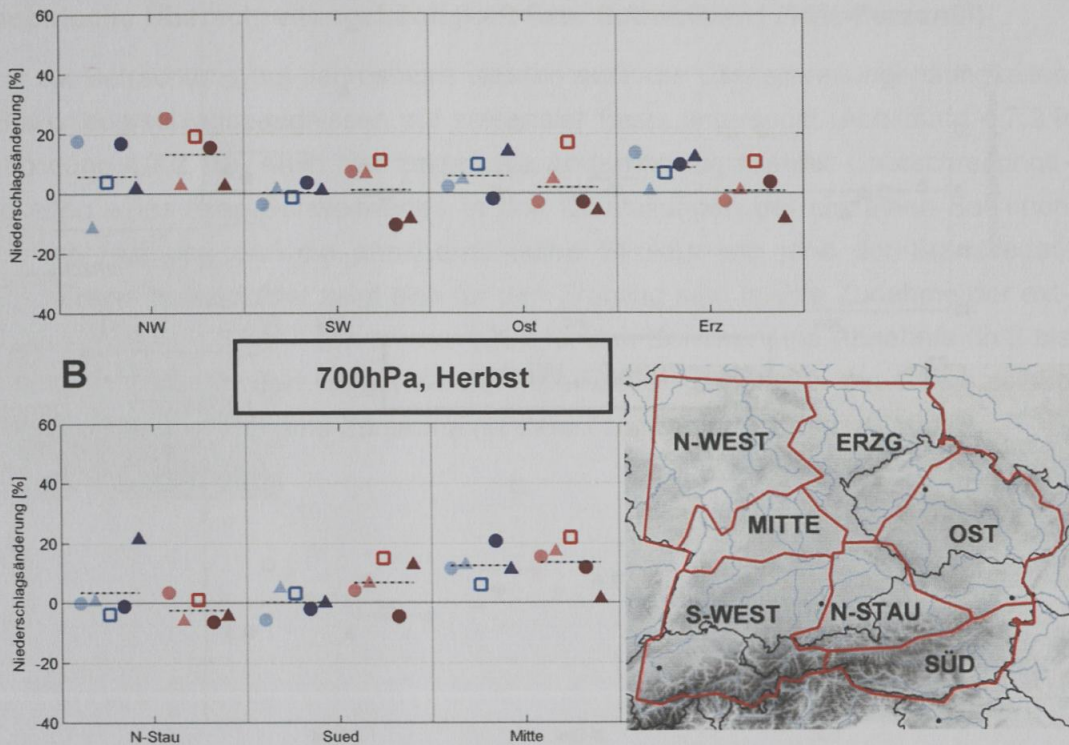 60
40
20
0
-20
-40
Niederschlagsänderung [%]
NW SW Ost Erz
B
700hPa, Herbst
60
40
20
0
-20
-40
Niederschlagsänderung [%]
N-Stau Sued Mitte
N-WEST ERZG
MITTE OST
S-WEST N-STAU
SÜD